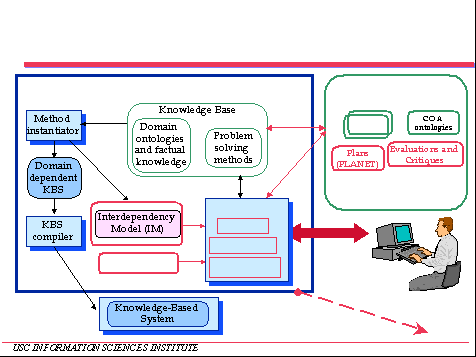 Knowledge Base
Method
instantiator
Domain
ontologies
and factual
knowledge
Problem
solving
methods
COA
ontologies
Plans
(PLANET)
Evaluations and
Critiques
Domain
dependent
KBS
KBS
compiler
Interdependency
Model (IM)
Knowledge-Based
System
USC INFORMATION SCIENCES INSTITUTE